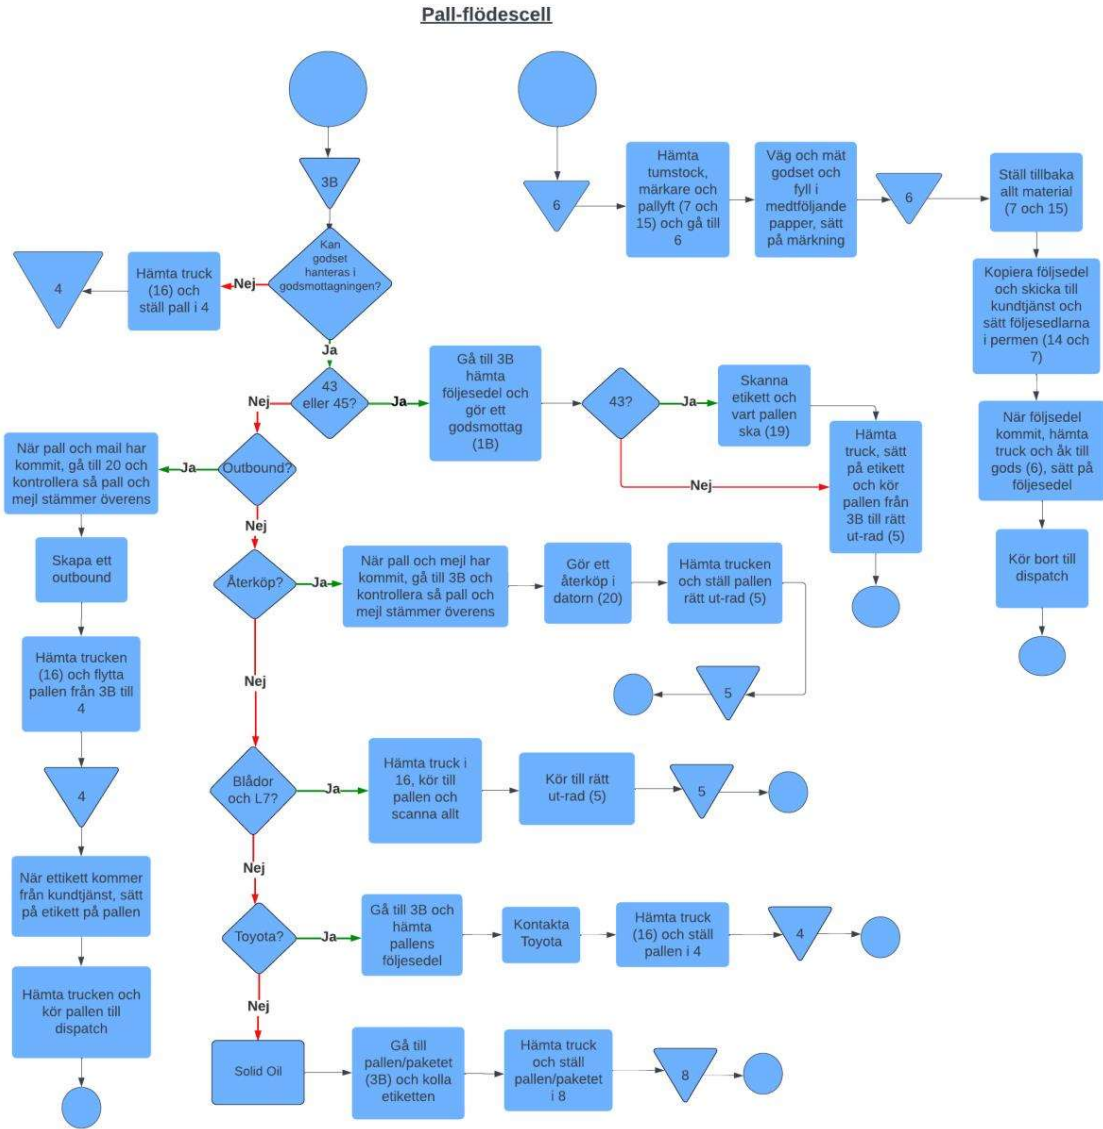 Pall-flödescell
3B
Kan
godset
hanteras i
godsmottagningen?
Nej
Hämta truck
(16) och
ställ pall i 4
4
Ja
43
eller 45?
Ja
Gå till 3B
hämta
följesedel och
gör ett
godsmottag
(1B)
43?
Ja
Skanna
etikett och
vart pallen
ska (19)
Nej
Hämta
truck, sätt
på etikett
och kör
pallen från
3B till rätt
ut-rad (5)
Nej
Outbound?
Ja
När pall och mail har
kommit, gå till 20 och
kontrollera så pall och
mejl stämmer överens
Skapa ett
outbound
Hämta trucken
(16) och flytta
pallen från 3B till
4
4
När ettikett kommer
från kundtjänst, sätt
på etikett på pallen
Hämta trucken och
kör pallen till
dispatch
Nej
Återköp?
Ja
När pall och mejl har
kommit, gå till 3B och
kontrollera så pall och
mejl stämmer överens
Gör ett
återköp i
datorn (20)
Hämta trucken
och ställ pallen
rätt ut-rad (5)
5
Nej
Blådor
och L7?
Ja
Hämta truck i
16, kör till
pallen och
scanna allt
Kör till rätt
ut-rad (5)
5
Nej
Toyota?
Ja
Gå till 3B och
hämta
pallens
följesedel
Kontakta
Toyota
Hämta truck
(16) och ställ
pallen i 4
4
Nej
Solid Oil
Gå till
pallen/paketet
(3B) och kolla
etiketten
Hämta truck
och ställ
pallen/paketet
i 8
8
6
Hämta
tumstock,
märkare och
pallyft (7 och
15) och gå till
6
Väg och mät
godset och
fyll i
medtföljande
papper, sätt
på märkning
6
Ställ tillbaka
allt material
(7 och 15)
Kopiera följsedel
och skicka till
kundtjänst och
sätt följesedlarna
i permen (14 och
7)
När följsedel
kommit, hämta
truck och åk till
gods (6), sätt på
följesedel
Kör bort till
dispatch